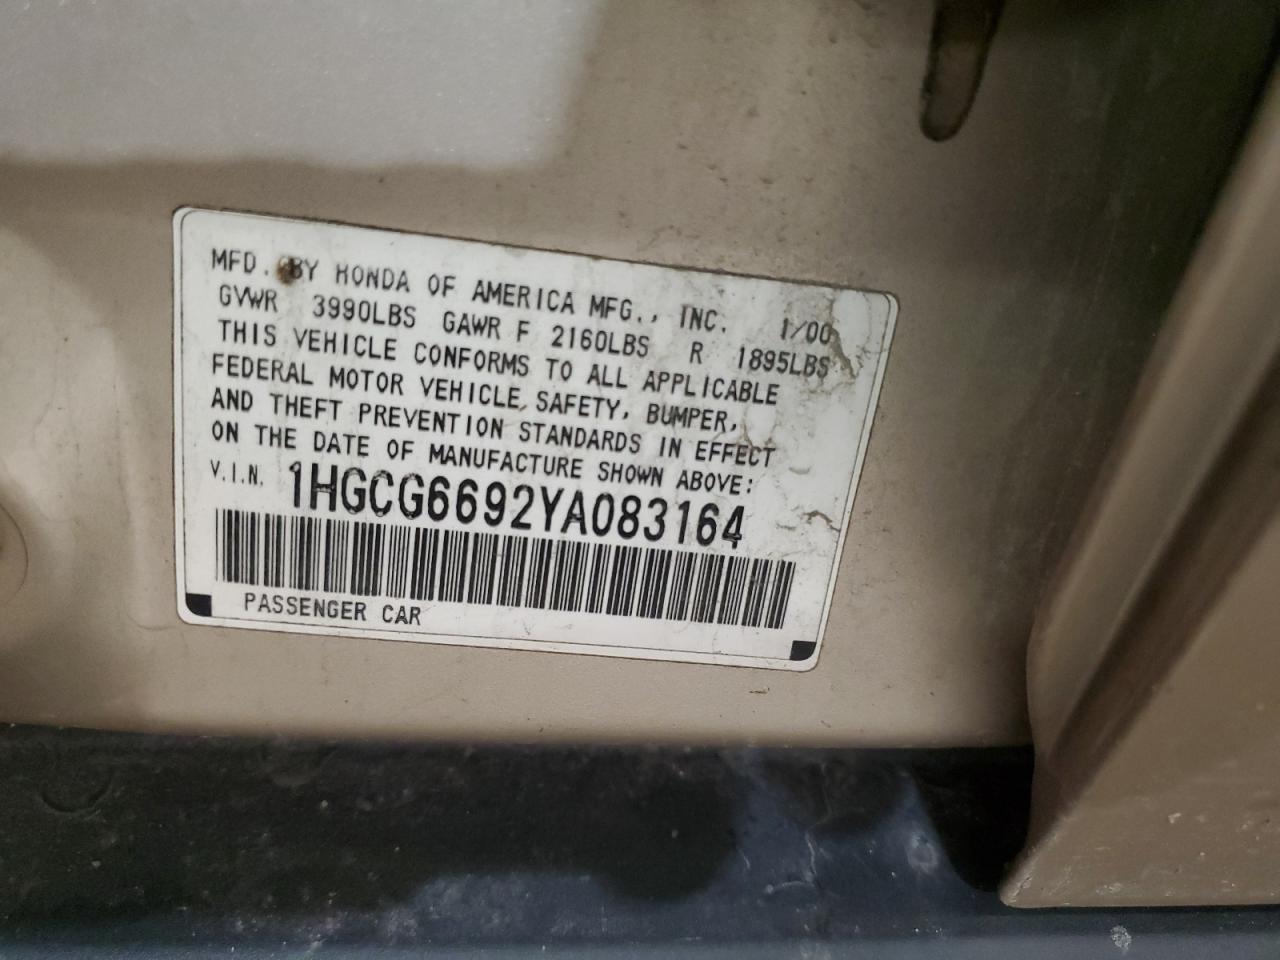 MFD. BY HONDA OF AMERICA MFG., INC. 1/00
GVWR 3990LBS GAWR F 2160LBS R 1895LBS
THIS VEHICLE CONFORMS TO ALL APPLICABLE
FEDERAL MOTOR VEHICLE SAFETY, BUMPER,
AND THEFT PREVENTION STANDARDS IN EFFECT
ON THE DATE OF MANUFACTURE SHOWN ABOVE:
V.I.N. 1HGCG6692YA083164
PASSENGER CAR